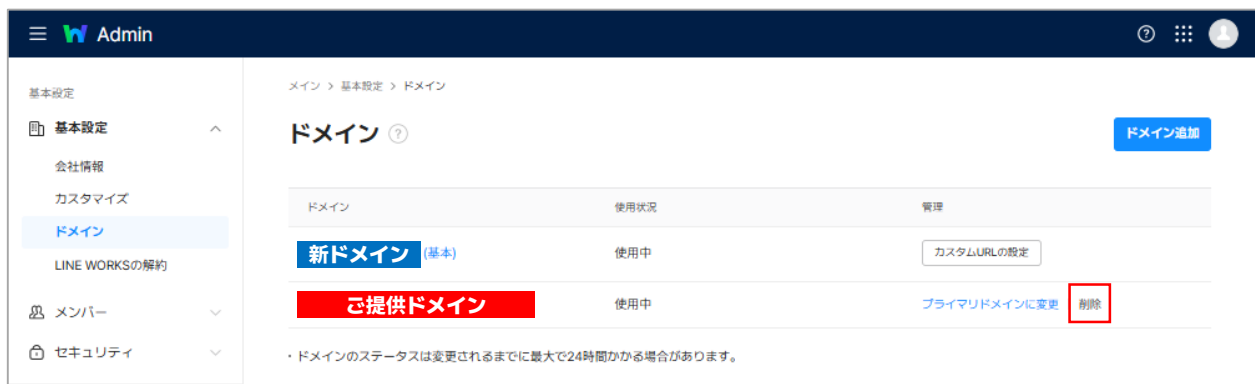 Admin
基本設定
基本設定
会社情報
カスタマイズ
ドメイン
LINE WORKSの解約
メンバー
セキュリティ
メイン > 基本設定 > ドメイン
ドメイン ?
ドメイン追加
ドメイン 使用状況 管理
新ドメイン (基本) 使用中 カスタムURLの設定
ご提供ドメイン 使用中 プライマリドメインに変更 削除
・ドメインのステータスは変更されるまでに最大で24時間かかる場合があります。